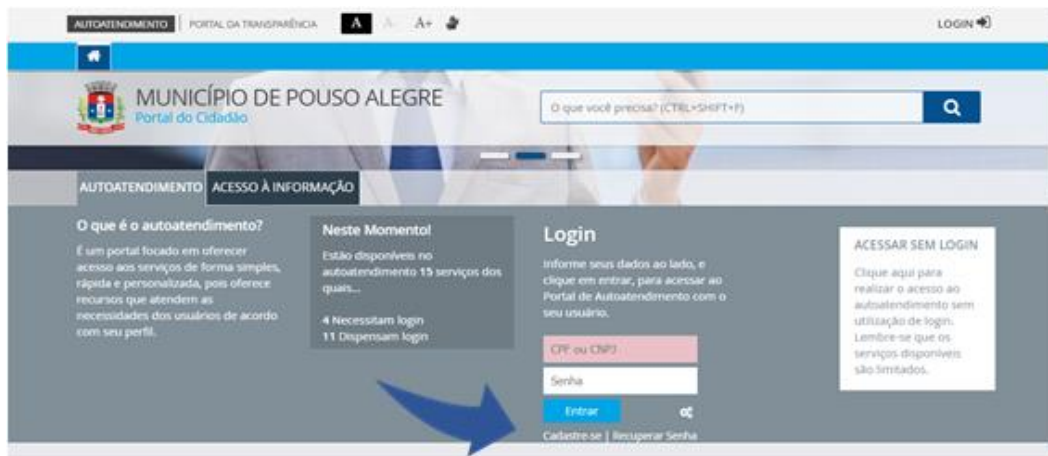 AUTOATENDIMENTO | PORTAL DA TRANSPARÊNCIA A A- A+ LOGIN
MUNICÍPIO DE POUSO ALEGRE
Portal do Cidadão
O que você precisa? (CTRL+SHIFT+F)
AUTOATENDIMENTO ACESSO À INFORMAÇÃO
O que é o autoatendimento?
É um portal focado em oferecer
acesso aos serviços de forma simples,
rápida e personalizada, pois oferece
recursos que atendem as
necessidades dos usuários de acordo
com seu perfil.
Neste Momento!
Estão disponíveis no
autoatendimento 15 serviços dos
quais...
4 Necessitam login
11 Dispensam login
Login
Informe seus dados ao lado, e
clique em entrar, para acessar ao
Portal de Autoatendimento com o
seu usuário.
CPF ou CNPJ
Senha
Entrar
Cadastre-se | Recuperar Senha
ACESSAR SEM LOGIN
Clique aqui para
realizar o acesso ao
autoatendimento sem
utilização de login.
Lembre-se que os
serviços disponíveis
são limitados.